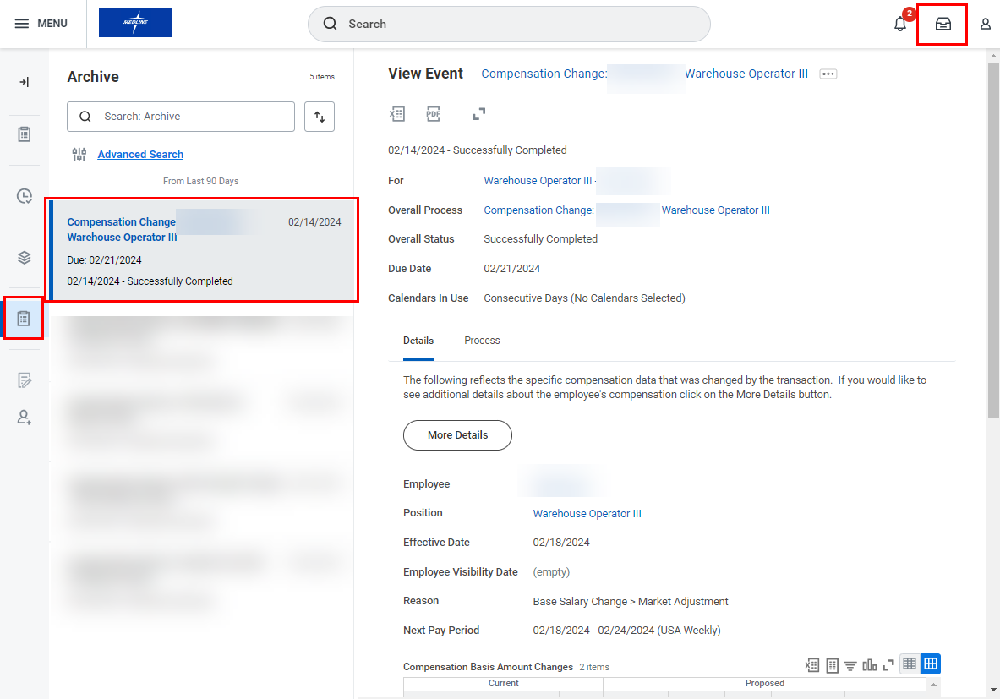 MENU
MEDLINE
Search
2
Archive
5 items
Search: Archive
Advanced Search
From Last 90 Days
Compensation Change
02/14/2024
Warehouse Operator III
Due: 02/21/2024
02/14/2024 - Successfully Completed
View Event Compensation Change: Warehouse Operator III
PDF
02/14/2024 - Successfully Completed
For Warehouse Operator III -
Overall Process Compensation Change: Warehouse Operator III
Overall Status Successfully Completed
Due Date 02/21/2024
Calendars In Use Consecutive Days (No Calendars Selected)
Details Process
The following reflects the specific compensation data that was changed by the transaction. If you would like to
see additional details about the employee's compensation click on the More Details button.
More Details
Employee
Position Warehouse Operator III
Effective Date 02/18/2024
Employee Visibility Date (empty)
Reason Base Salary Change > Market Adjustment
Next Pay Period 02/18/2024 - 02/24/2024 (USA Weekly)
Compensation Basis Amount Changes 2 items
Current Proposed